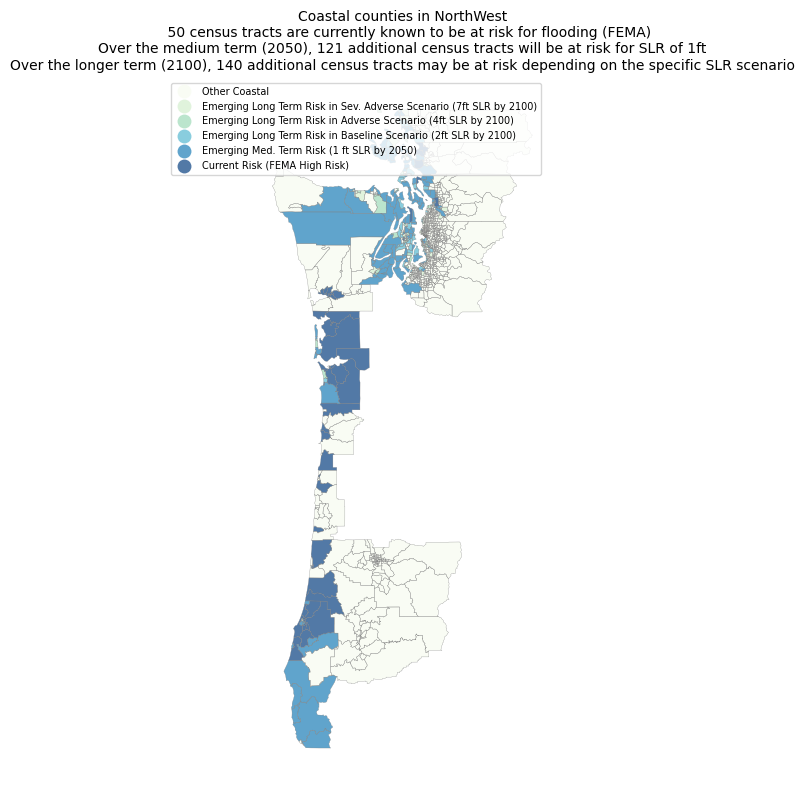 Coastal counties in NorthWest
50 census tracts are currently known to be at risk for flooding (FEMA)
Over the medium term (2050), 121 additional census tracts will be at risk for SLR of 1ft
Over the longer term (2100), 140 additional census tracts may be at risk depending on the specific SLR scenario
Other Coastal
Emerging Long Term Risk in Sev. Adverse Scenario (7ft SLR by 2100)
Emerging Long Term Risk in Adverse Scenario (4ft SLR by 2100)
Emerging Long Term Risk in Baseline Scenario (2ft SLR by 2100)
Emerging Med. Term Risk (1 ft SLR by 2050)
Current Risk (FEMA High Risk)